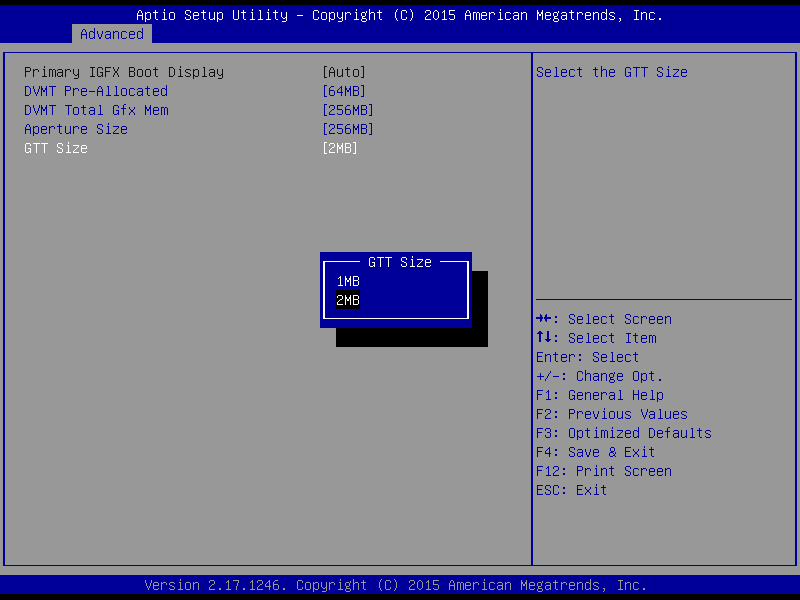 Aptio Setup Utility – Copyright (C) 2015 American Megatrends, Inc.
Advanced
Primary IGFX Boot Display [Auto]
DVMT Pre-Allocated [64MB]
DVMT Total Gfx Mem [256MB]
Aperture Size [256MB]
GTT Size [2MB]
Select the GTT Size
GTT Size
1MB
2MB
→←: Select Screen
↑↓: Select Item
Enter: Select
+/-: Change Opt.
F1: General Help
F2: Previous Values
F3: Optimized Defaults
F4: Save & Exit
F12: Print Screen
ESC: Exit
Version 2.17.1246. Copyright (C) 2015 American Megatrends, Inc.